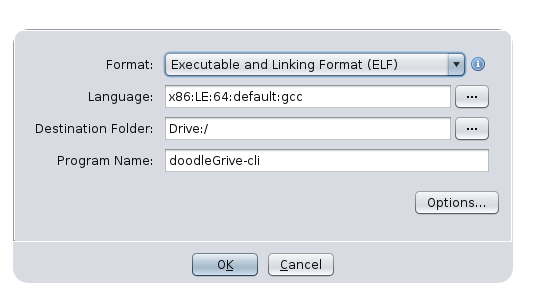 Format: Executable and Linking Format (ELF)
Language: x86:LE:64:default:gcc ...
Destination Folder: Drive:/ ...
Program Name: doodleGrive-cli
Options...
OK Cancel